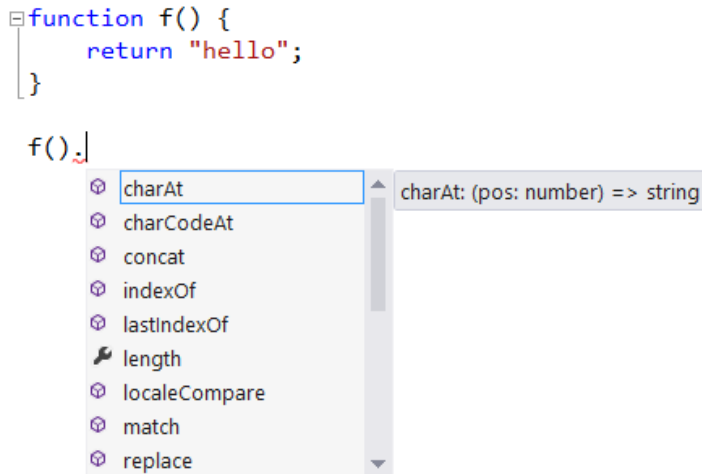 function f() {
return "hello";
}
f().
charAt
charAt: (pos: number) => string
charCodeAt
concat
indexOf
lastIndexOf
length
localeCompare
match
replace